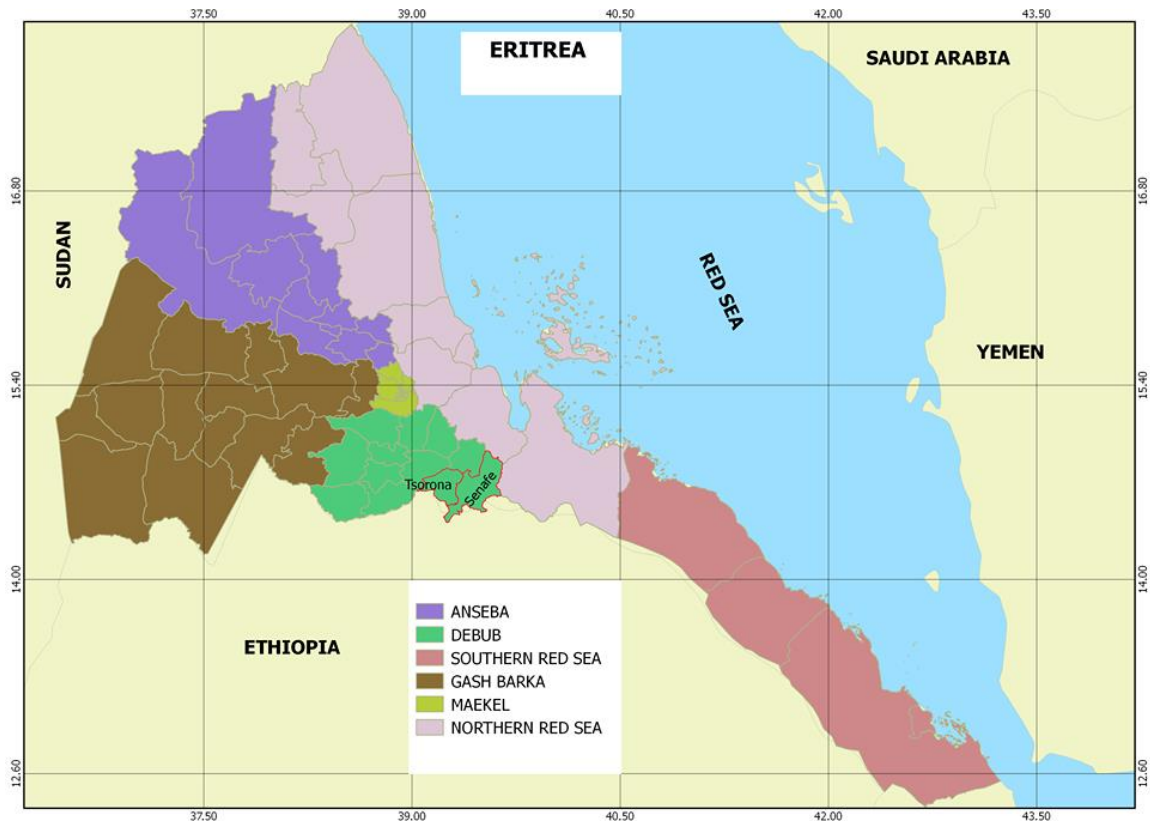 37.50 39.00 40.50 42.00 43.50
ERITREA
SAUDI ARABIA
16.80 16.80
SUDAN
RED SEA
YEMEN
15.40 15.40
Tsorona
Senafe
14.00 14.00
ETHIOPIA
ANSEBA
DEBUB
SOUTHERN RED SEA
GASH BARKA
MAEKEL
NORTHERN RED SEA
12.60 12.60
37.50 39.00 40.50 42.00 43.50